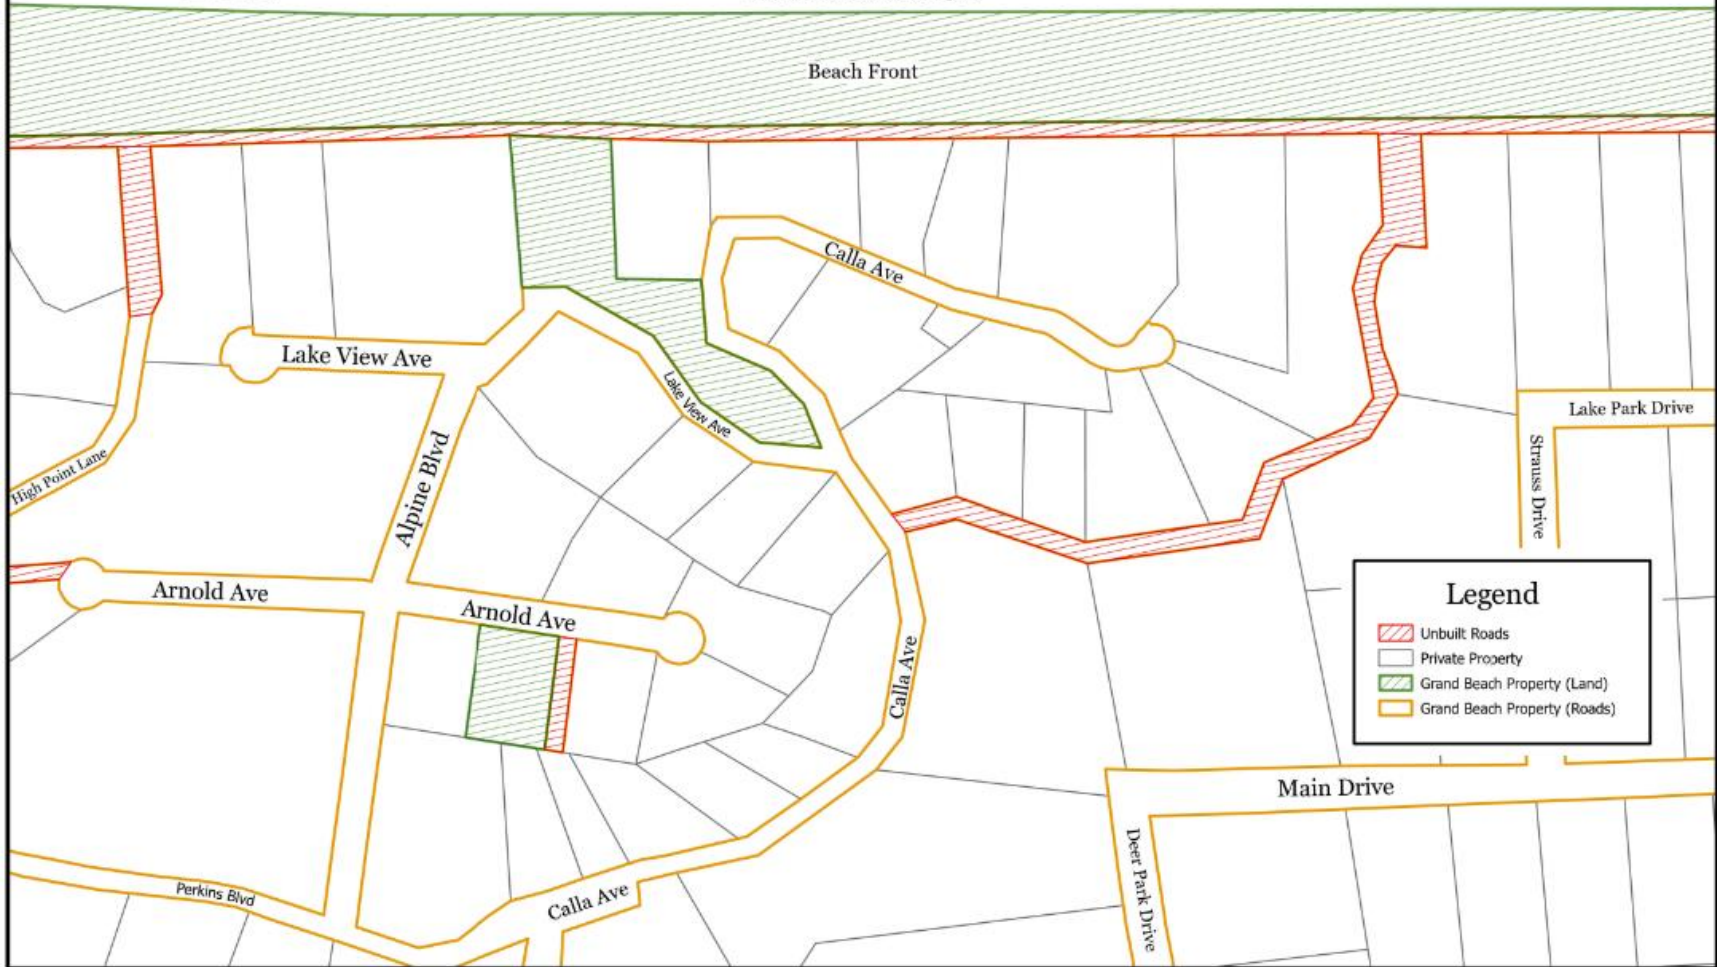 Beach Front
Calla Ave
Lake View Ave
Lake View Ave
Lake Park Drive
Alpine Blvd
High Point Lane
Strauss Drive
Arnold Ave
Arnold Ave
Calla Ave
Legend
Unbuilt Roads
Private Property
Grand Beach Property (Land)
Grand Beach Property (Roads)
Main Drive
Deer Park Drive
Perkins Blvd
Calla Ave